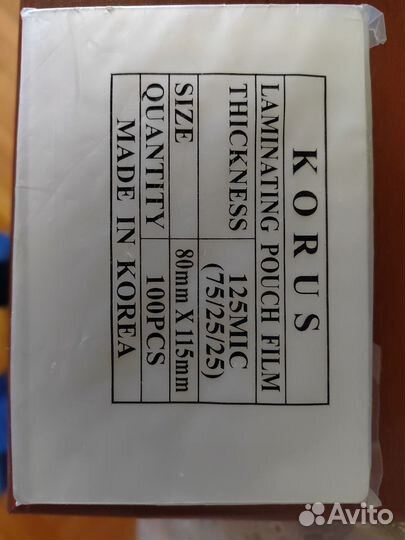 KORUS
LAMINATING POUCH FILM
THICKNESS 125MIC
(75/25/25)
SIZE 80mm X 115mm
QUANTITY 100PCS
MADE IN KOREA
Avito